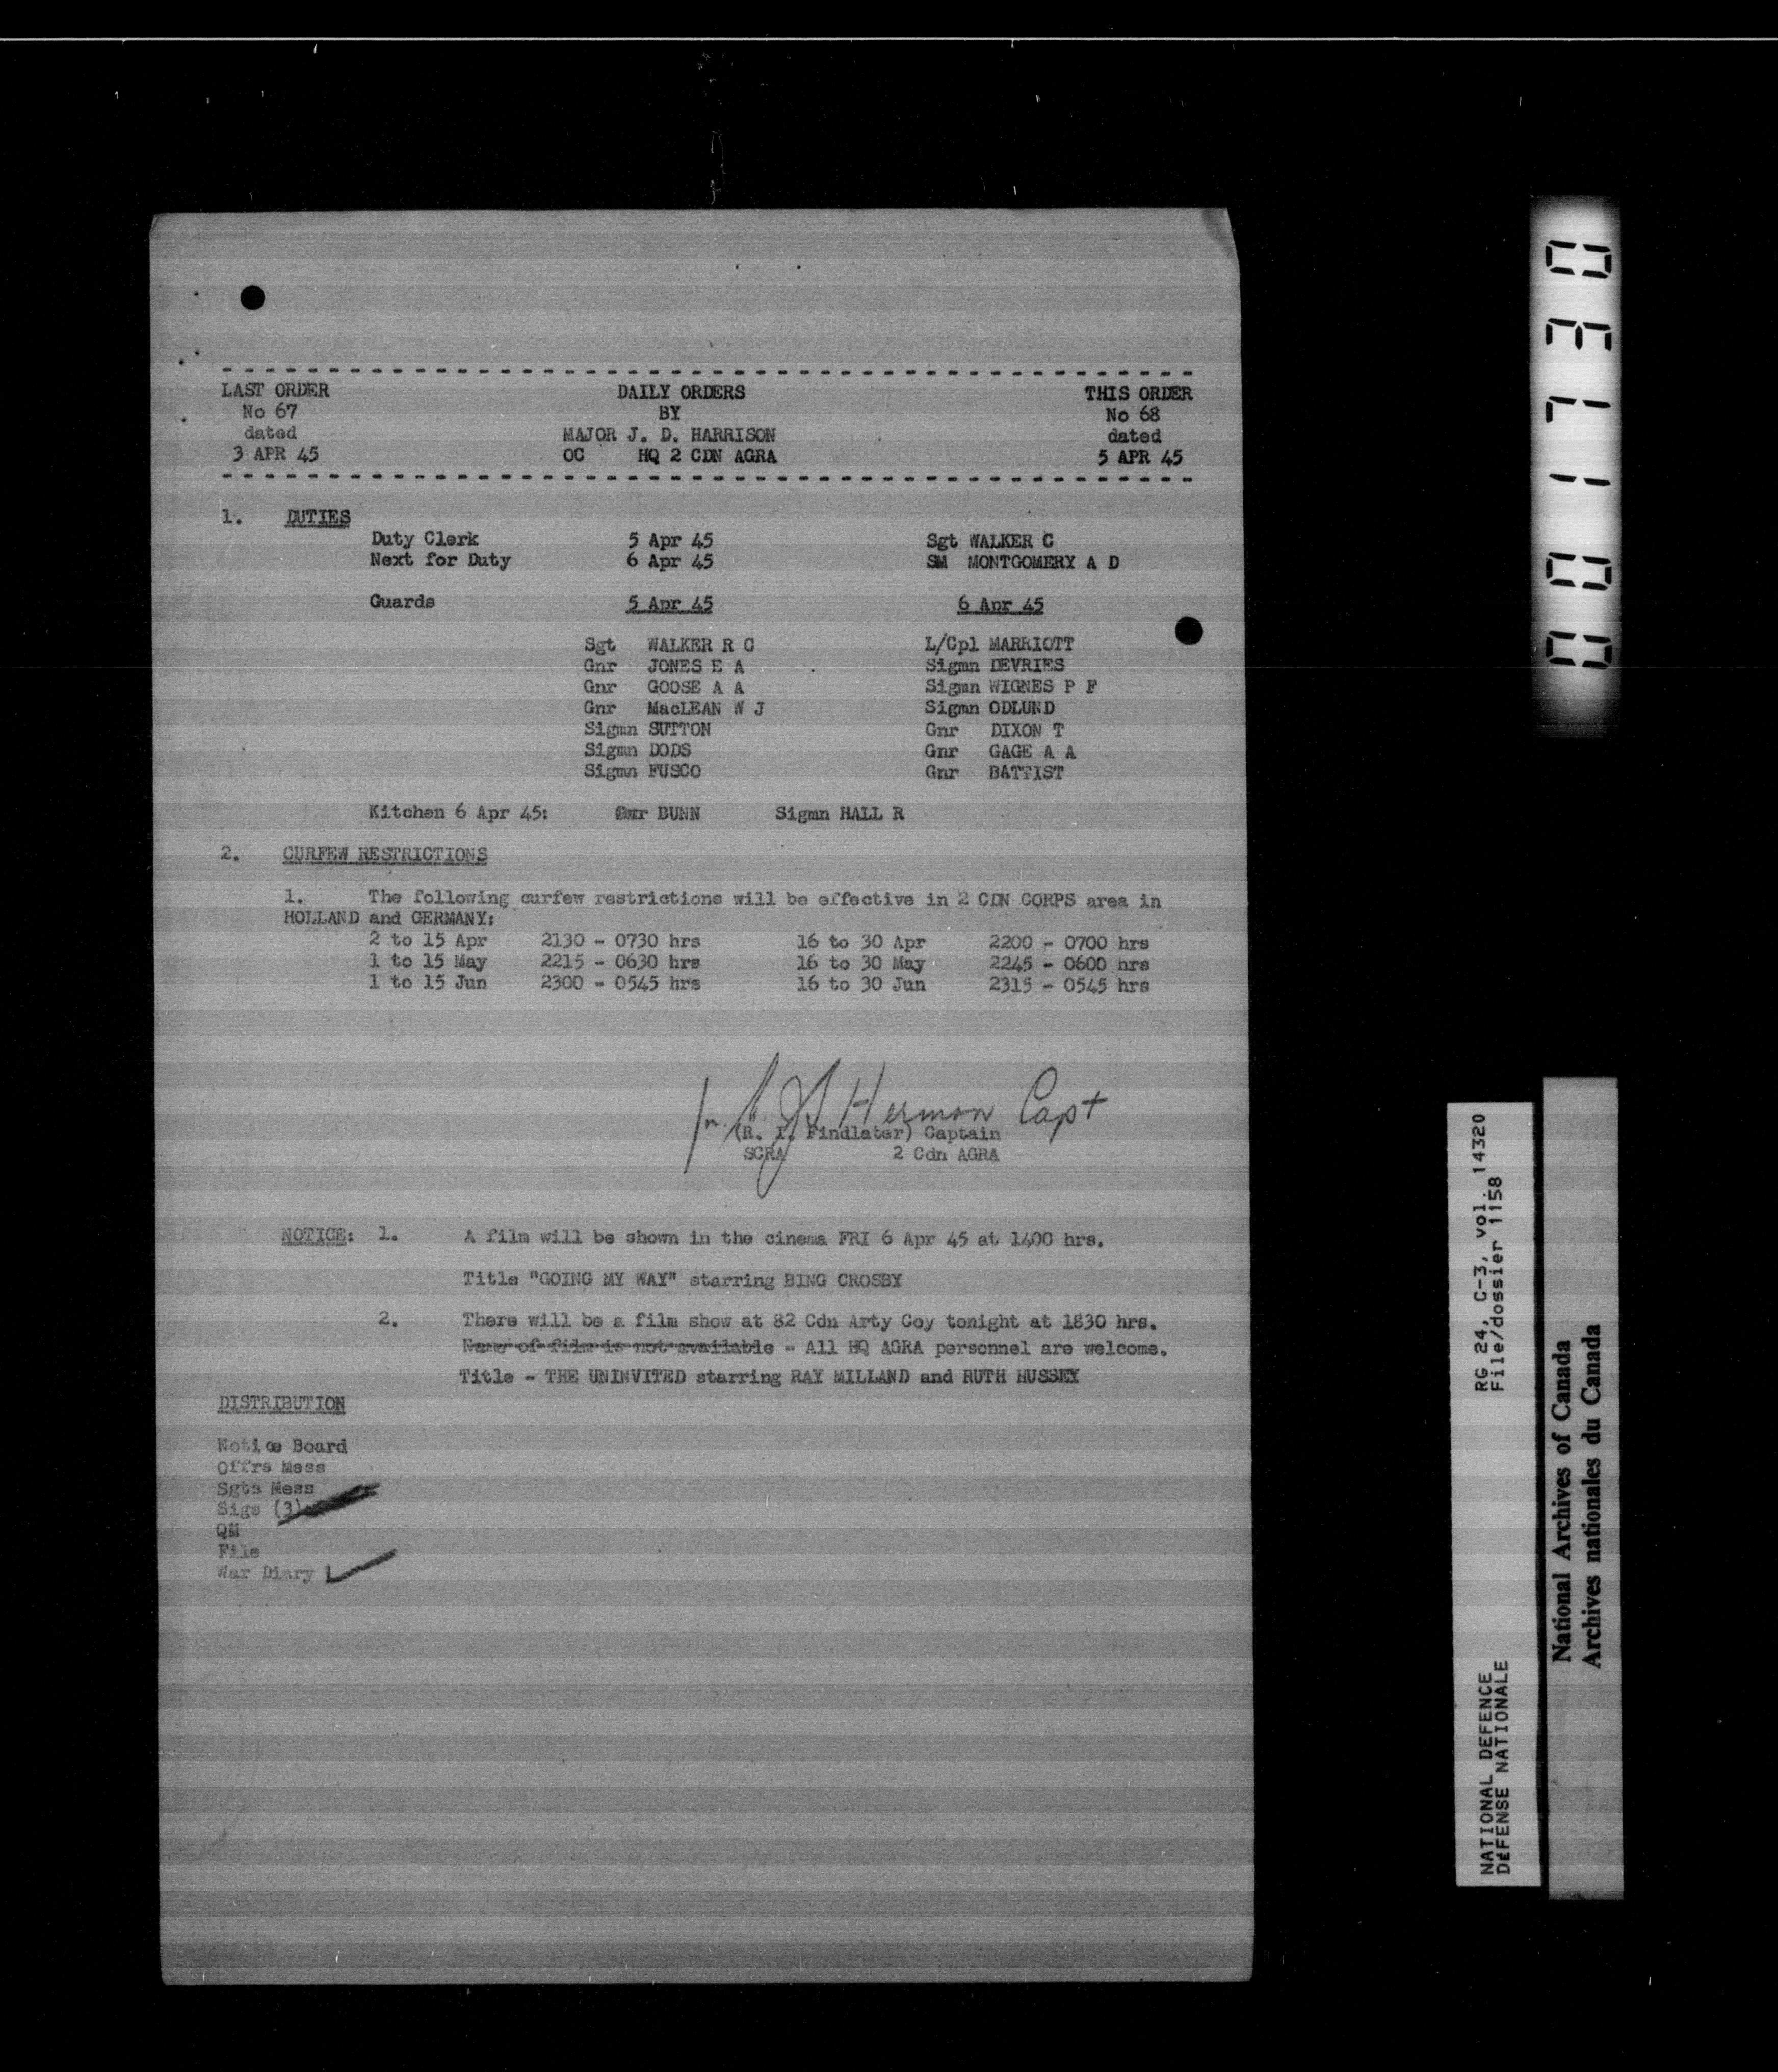 LAST ORDER DAILY ORDERS THIS ORDER
No 67 BY No 68
dated MAJOR J. D. HARRISON dated
3 APR 45 OC HQ 2 CDN AGRA 5 APR 45
1. DUTIES
Duty Clerk 5 Apr 45 Sgt WALKER C
Next for Duty 6 Apr 45 SM MONTGOMERY A D
Guards 5 Apr 45 6 Apr 45
Sgt WALKER R C L/Cpl MARRIOTT
Gnr JONES E A Sigmn DEVRIES
Gnr GOOSE A A Sigmn WIGNES P F
Gnr MacLEAN W J Sigmn ODLUND
Sigmn SUTTON Gnr DIXON T
Sigmn DODS Gnr GAGE A A
Sigmn FUSCO Gnr BATTIST
Kitchen 6 Apr 45: Gnr BUNN Sigmn HALL R
2. CURFEW RESTRICTIONS
1. The following curfew restrictions will be effective in 2 CDN CORPS area in
HOLLAND and GERMANY:
2 to 15 Apr 2130 - 0730 hrs 16 to 30 Apr 2200 - 0700 hrs
1 to 15 May 2215 - 0630 hrs 16 to 30 May 2245 - 0600 hrs
1 to 15 Jun 2300 - 0545 hrs 16 to 30 Jun 2315 - 0545 hrs
Hermon Capt
(R. I. Findlater) Captain
SCRA 2 Cdn AGRA
NOTICE: 1. A film will be shown in the cinema FRI 6 Apr 45 at 1400 hrs.
Title "GOING MY WAY" starring BING CROSBY
2. There will be a film show at 82 Cdn Arty Coy tonight at 1830 hrs.
Name of film is not available - All HQ AGRA personnel are welcome.
Title - THE UNINVITED starring RAY MILLAND and RUTH HUSSEY
DISTRIBUTION
Notice Board
Offrs Mess
Sgts Mess
Sigs (3)
QM
File
War Diary
001730
RG 24, C-3, vol. 14320
File/dossier 1158
NATIONAL DEFENCE
DÉFENSE NATIONALE
National Archives of Canada
Archives nationales du Canada